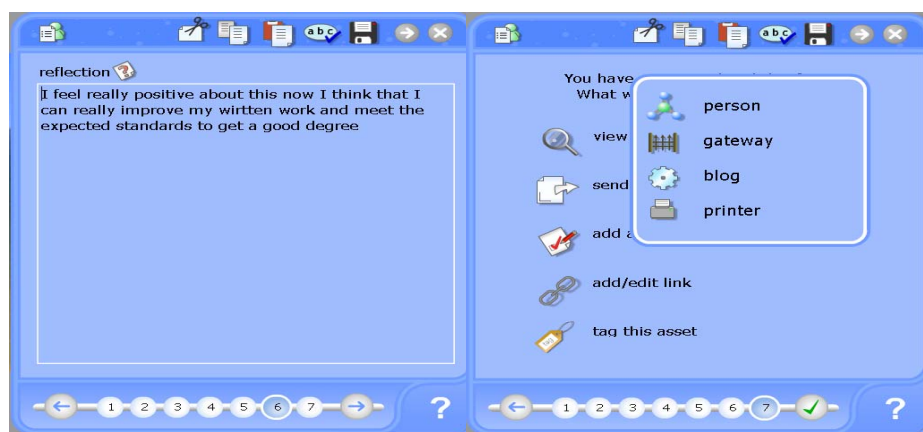 abc
reflection
I feel really positive about this now I think that I
can really improve my wirtten work and meet the
expected standards to get a good degree
1 2 3 4 5 6 7
?
abc
You have
What w
person
view
gateway
send
blog
printer
add a
add/edit link
tag this asset
1 2 3 4 5 6 7
?